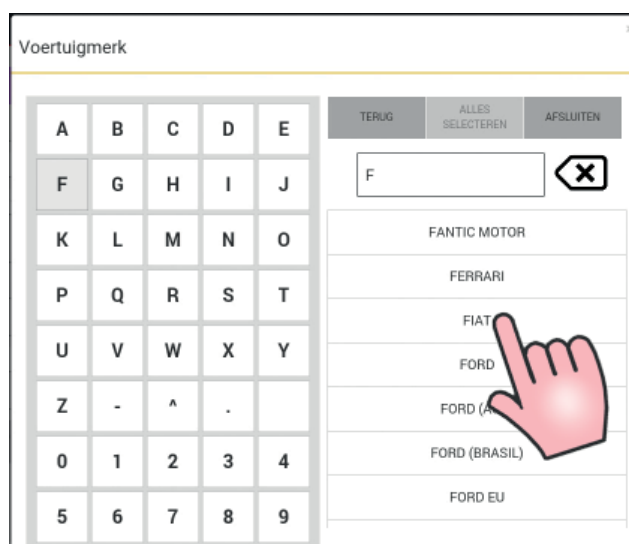 Voertuigmerk
A B C D E
F G H I J
K L M N O
P Q R S T
U V W X Y
Z - ^ .
0 1 2 3 4
5 6 7 8 9
TERUG
ALLES
SELECTEREN
AFSLUITEN
F
FANTIC MOTOR
FERRARI
FIAT
FORD
FORD
FORD (BRASIL)
FORD EU